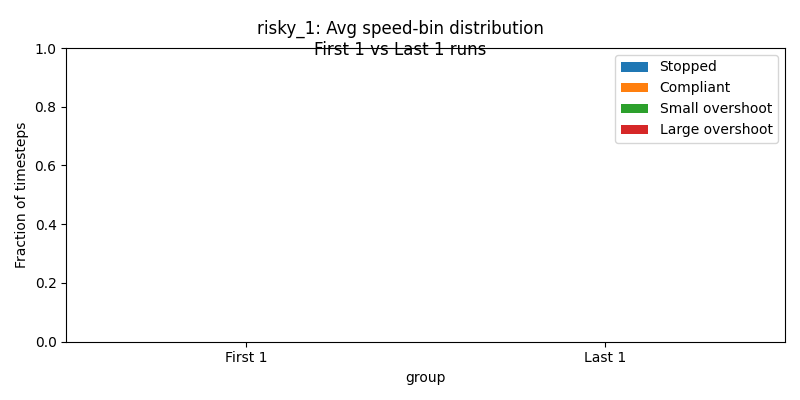 risky_1: Avg speed-bin distribution
First 1 vs Last 1 runs
1.0
0.8
0.6
0.4
0.2
0.0
Fraction of timesteps
Stopped
Compliant
Small overshoot
Large overshoot
First 1
Last 1
group